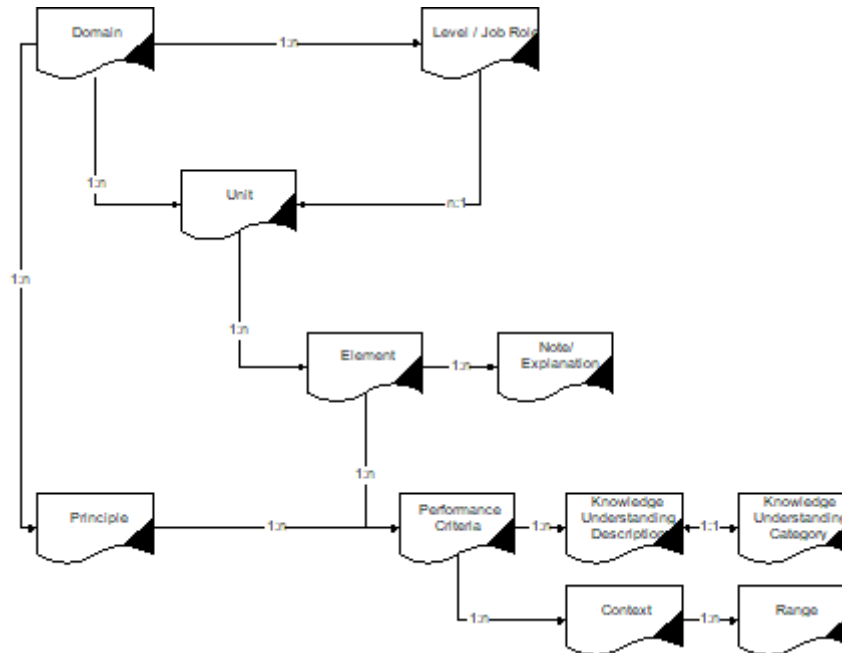 Domain
1:n
Level / Job Role
1:n
Unit
n:1
1:n
1:n
Element
1:n
Note/
Explanation
1:n
Principle
1:n
Performance
Criteria
1:n
Knowledge
Understanding
Description
1:1
Knowledge
Understanding
Category
1:n
Context
1:n
Range